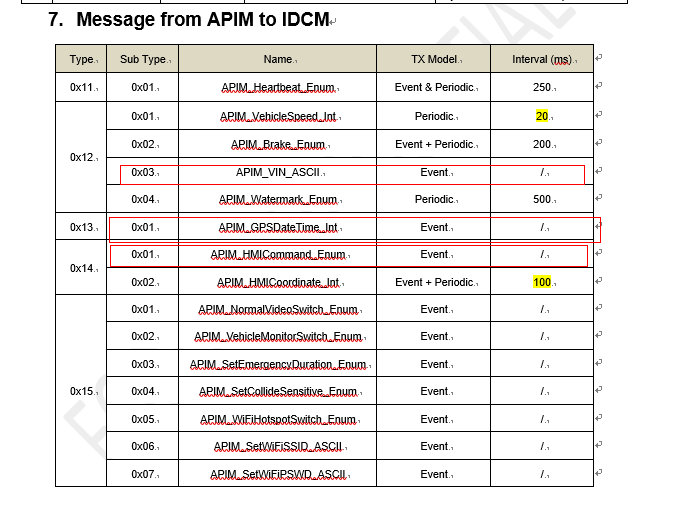 7. Message from APIM to IDCM
Type Sub Type Name TX Model Interval (ms)
0x11 0x01 APIM_Heartbeat_Enum Event & Periodic 250
0x12 0x01 APIM_VehicleSpeed_Int Periodic 20
0x02 APIM_Brake_Enum Event + Periodic 200
0x03 APIM_VIN_ASCII Event /
0x04 APIM_Watermark_Enum Periodic 500
0x13 0x01 APIM_GPSDateTime_Int Event /
0x14 0x01 APIM_HMICommand_Enum Event /
0x02 APIM_HMICoordinate_Int Event + Periodic 100
0x15 0x01 APIM_NormalVideoSwitch_Enum Event /
0x02 APIM_VehicleMonitorSwitch_Enum Event /
0x03 APIM_SetEmergencyDuration_Enum Event /
0x04 APIM_SetCollideSensitive_Enum Event /
0x05 APIM_WiFiHotspotSwitch_Enum Event /
0x06 APIM_SetWiFiSSID_ASCII Event /
0x07 APIM_SetWiFiPSWD_ASCII Event /